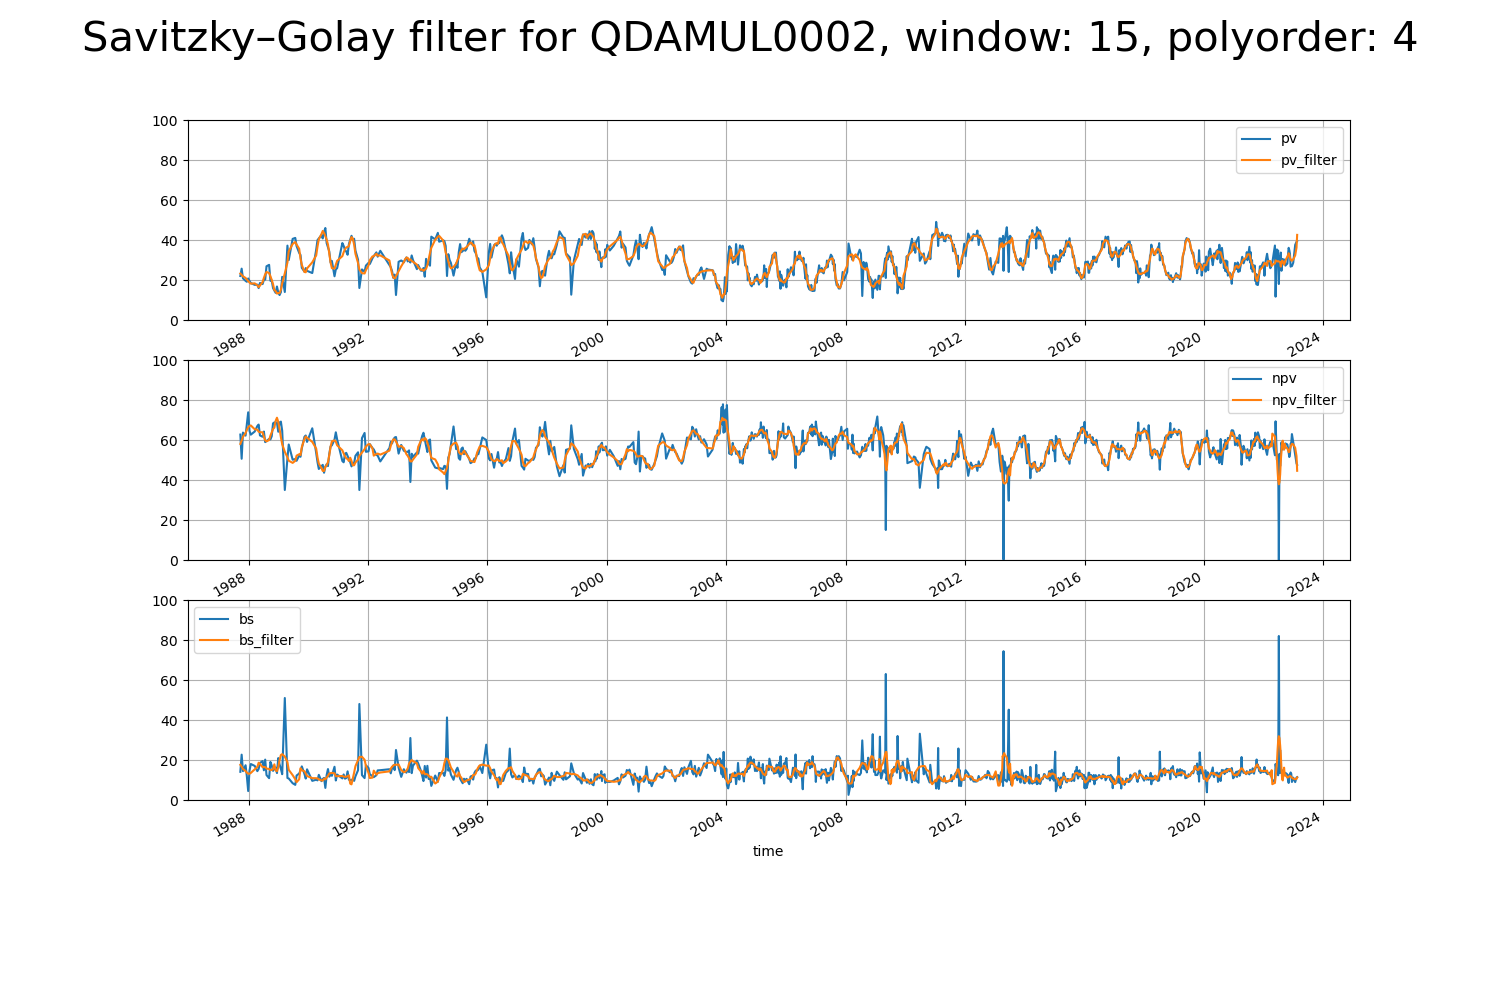 Savitzky–Golay filter for QDAMUL0002, window: 15, polyorder: 4
100
80
60
40
20
0
pv
pv_filter
1988 1992 1996 2000 2004 2008 2012 2016 2020 2024
100
80
60
40
20
0
npv
npv_filter
1988 1992 1996 2000 2004 2008 2012 2016 2020 2024
100
80
60
40
20
0
bs
bs_filter
1988 1992 1996 2000 2004 2008 2012 2016 2020 2024
time